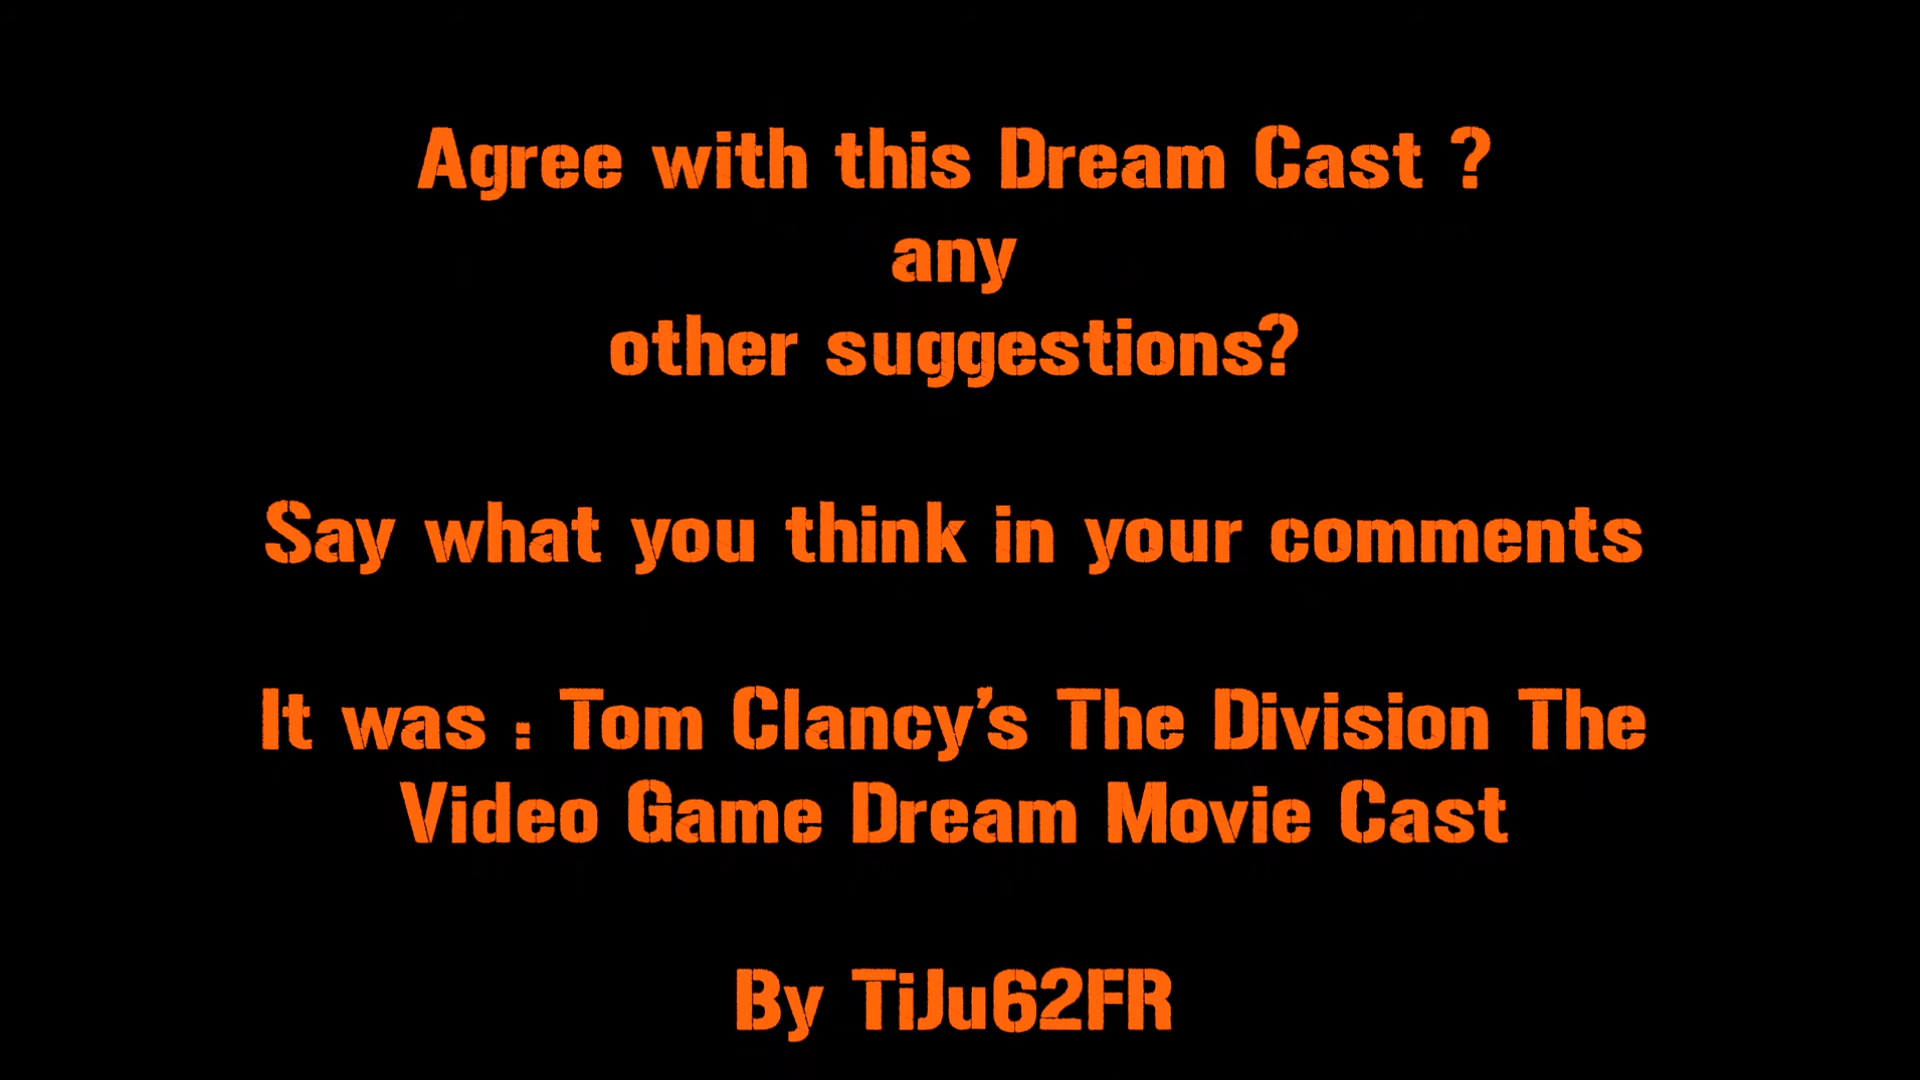 Agree with this Dream Cast ?
any
other suggestions?
Say what you think in your comments
It was : Tom Clancy's The Division The
Video Game Dream Movie Cast
By TiJu62FR